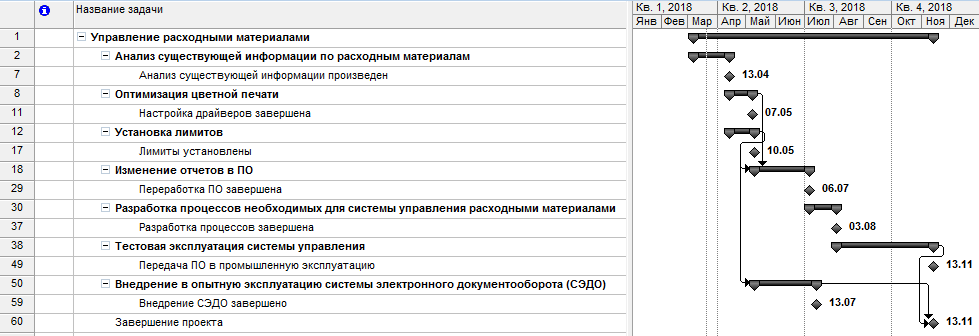 Название задачи
Кв. 1, 2018 Кв. 2, 2018 Кв. 3, 2018 Кв. 4, 2018
Янв Фев Мар Апр Май Июн Июл Авг Сен Окт Ноя Дек
1 Управление расходными материалами
2 Анализ существующей информации по расходным материалам
7 Анализ существующей информации произведен 13.04
8 Оптимизация цветной печати
11 Настройка драйверов завершена 07.05
12 Установка лимитов
17 Лимиты установлены 10.05
18 Изменение отчетов в ПО
29 Переработка ПО завершена 06.07
30 Разработка процессов необходимых для системы управления расходными материалами
37 Разработка процессов завершена 03.08
38 Тестовая эксплуатация системы управления
49 Передача ПО в промышленную эксплуатацию 13.11
50 Внедрение в опытную эксплуатацию системы электронного документооборота (СЭДО)
59 Внедрение СЭДО завершено 13.07
60 Завершение проекта 13.11